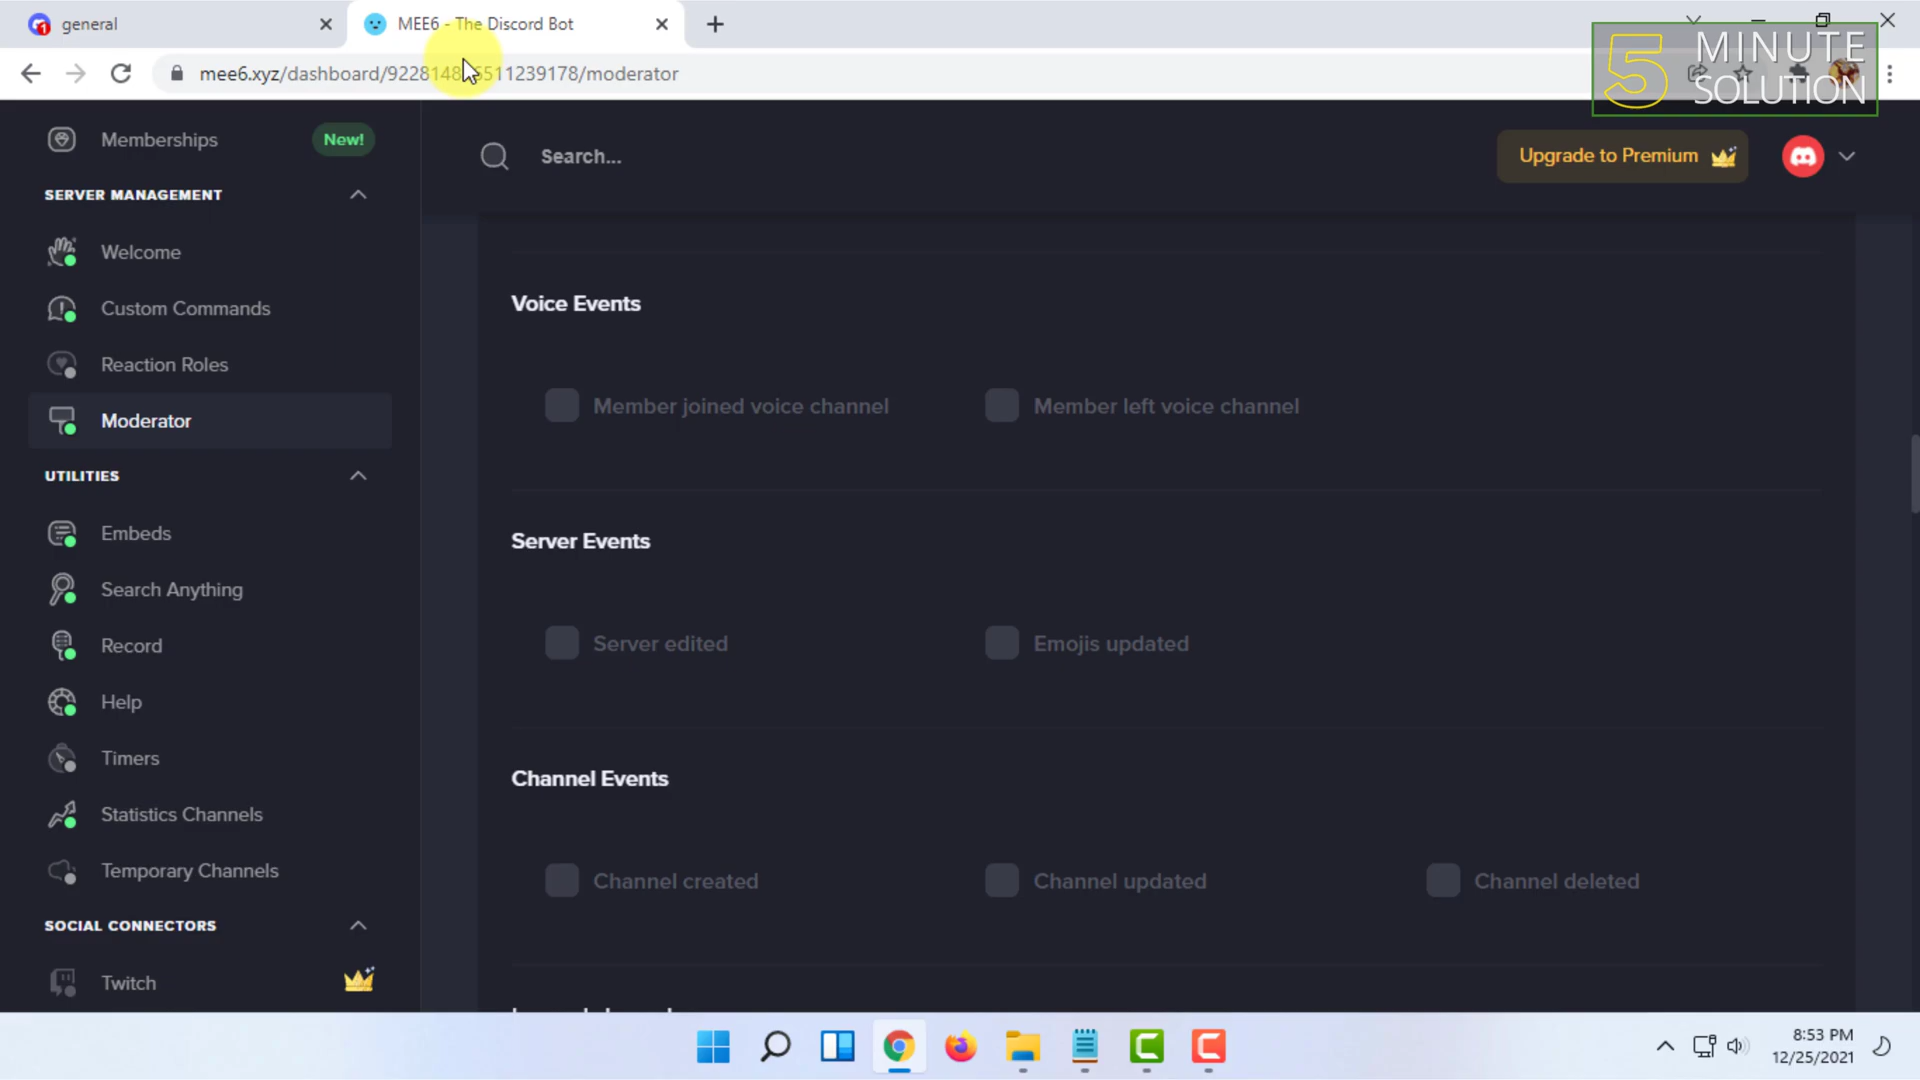 general
MEE6 - The Discord Bot
5 MINUTE SOLUTION
mee6.xyz/dashboard/9228148 5511239178/moderator
Memberships New!
Search...
Upgrade to Premium
SERVER MANAGEMENT
Welcome
Custom Commands
Reaction Roles
Moderator
UTILITIES
Embeds
Search Anything
Record
Help
Timers
Statistics Channels
Temporary Channels
SOCIAL CONNECTORS
Twitch
Voice Events
Member joined voice channel
Member left voice channel
Server Events
Server edited
Emojis updated
Channel Events
Channel created
Channel updated
Channel deleted
8:53 PM
12/25/2021